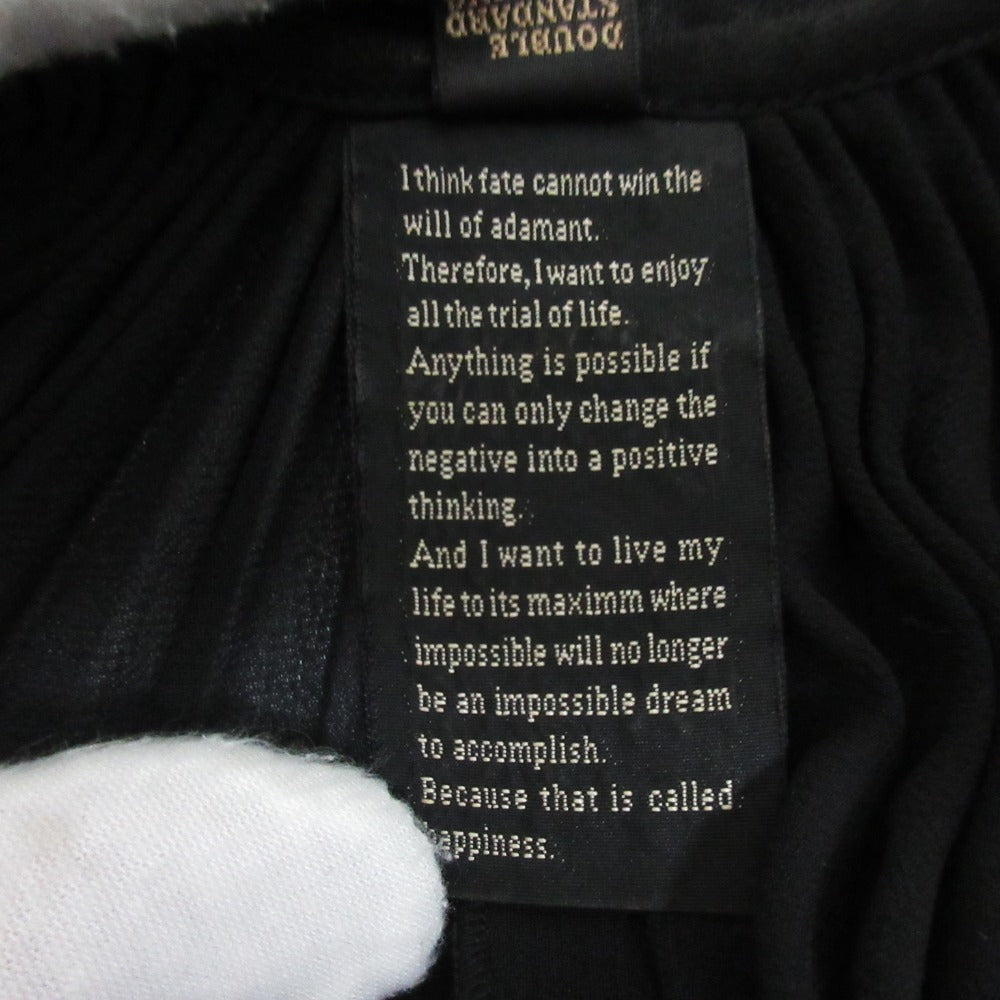 DOUBLE
STANDARD
I think fate cannot win the
will of adamant.
Therefore, I want to enjoy
all the trial of life.
Anything is possible if
you can only change the
negative into a positive
thinking.
And I want to live my
life to its maximm where
impossible will no longer
be an impossible dream
to accomplish.
Because that is called
appiness.